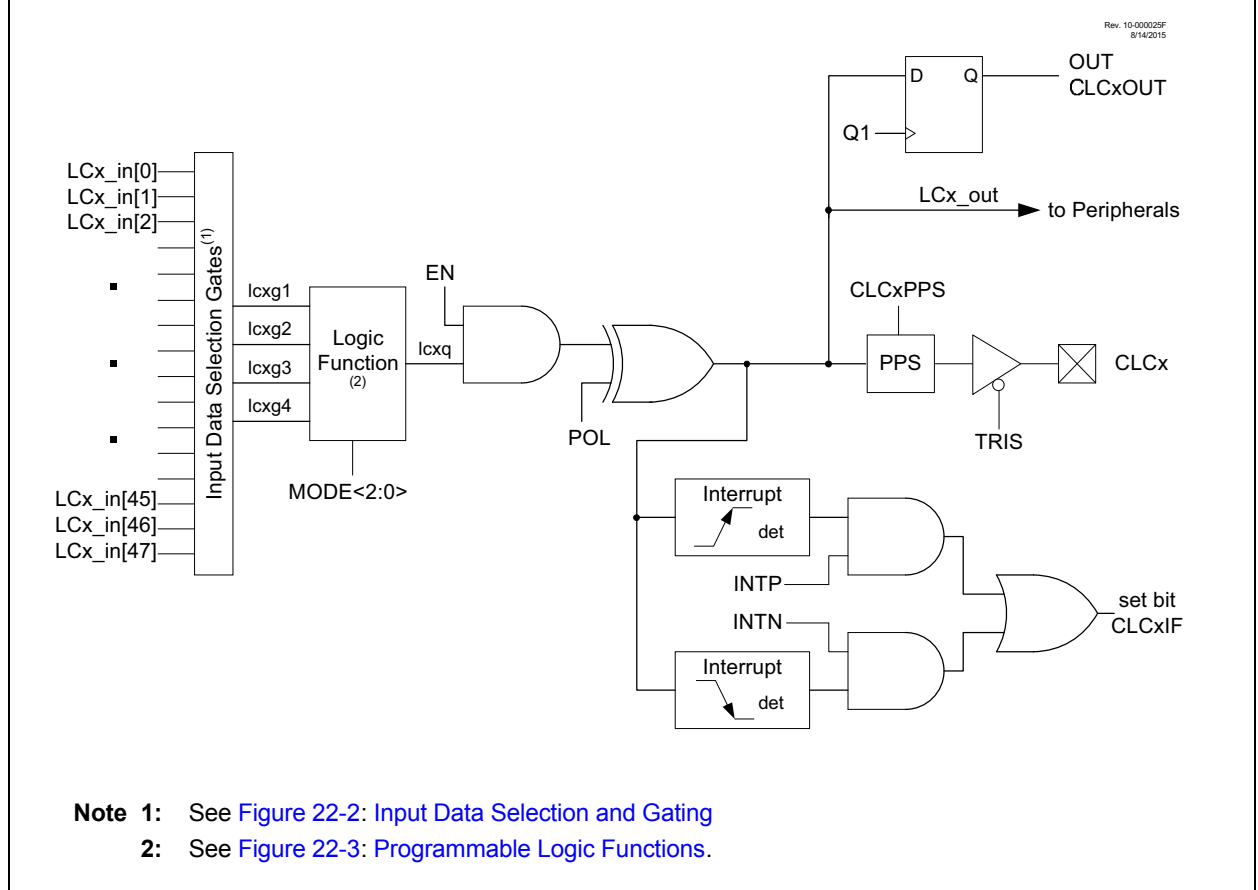 Rev. 10-000025F
8/14/2015
OUT
CLCxOUT
D
Q
Q1
LCx_out
to Peripherals
LCx_in[0]
LCx_in[1]
LCx_in[2]
LCx_in[45]
LCx_in[46]
LCx_in[47]
Input Data Selection Gates(1)
lcxg1
lcxg2
lcxg3
lcxg4
Logic
Function
(2)
MODE<2:0>
lcxq
EN
POL
CLCxPPS
PPS
TRIS
CLCx
Interrupt
det
INTP
INTN
Interrupt
det
set bit
CLCxIF
Note 1: See Figure 22-2: Input Data Selection and Gating
2: See Figure 22-3: Programmable Logic Functions.